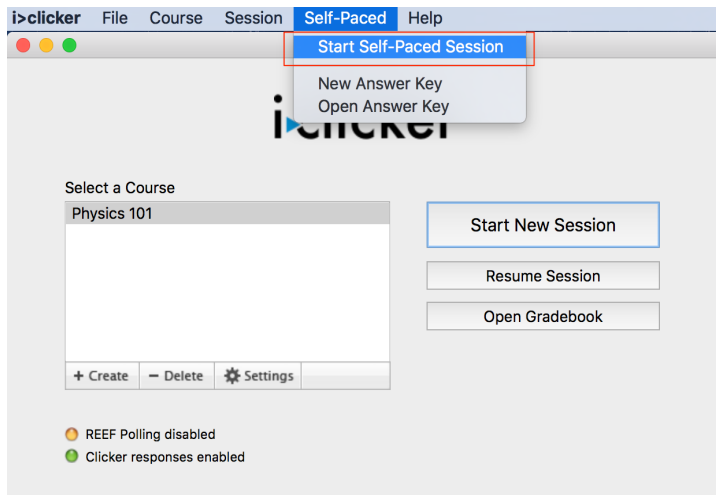 i>clicker File Course Session Self-Paced Help
Start Self-Paced Session
New Answer Key
Open Answer Key
i clicker
Select a Course
Physics 101
Start New Session
Resume Session
Open Gradebook
+ Create − Delete Settings
REEF Polling disabled
Clicker responses enabled